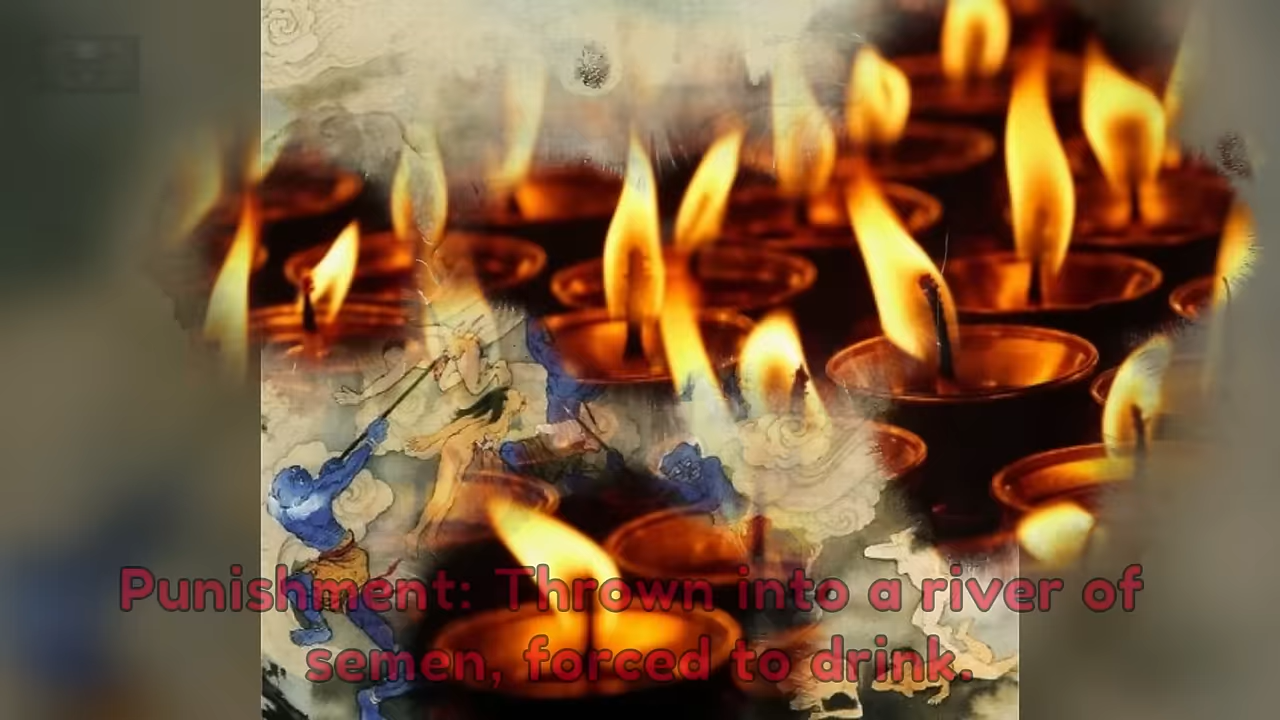 Punishment: Thrown into a river of
semen, forced to drink.